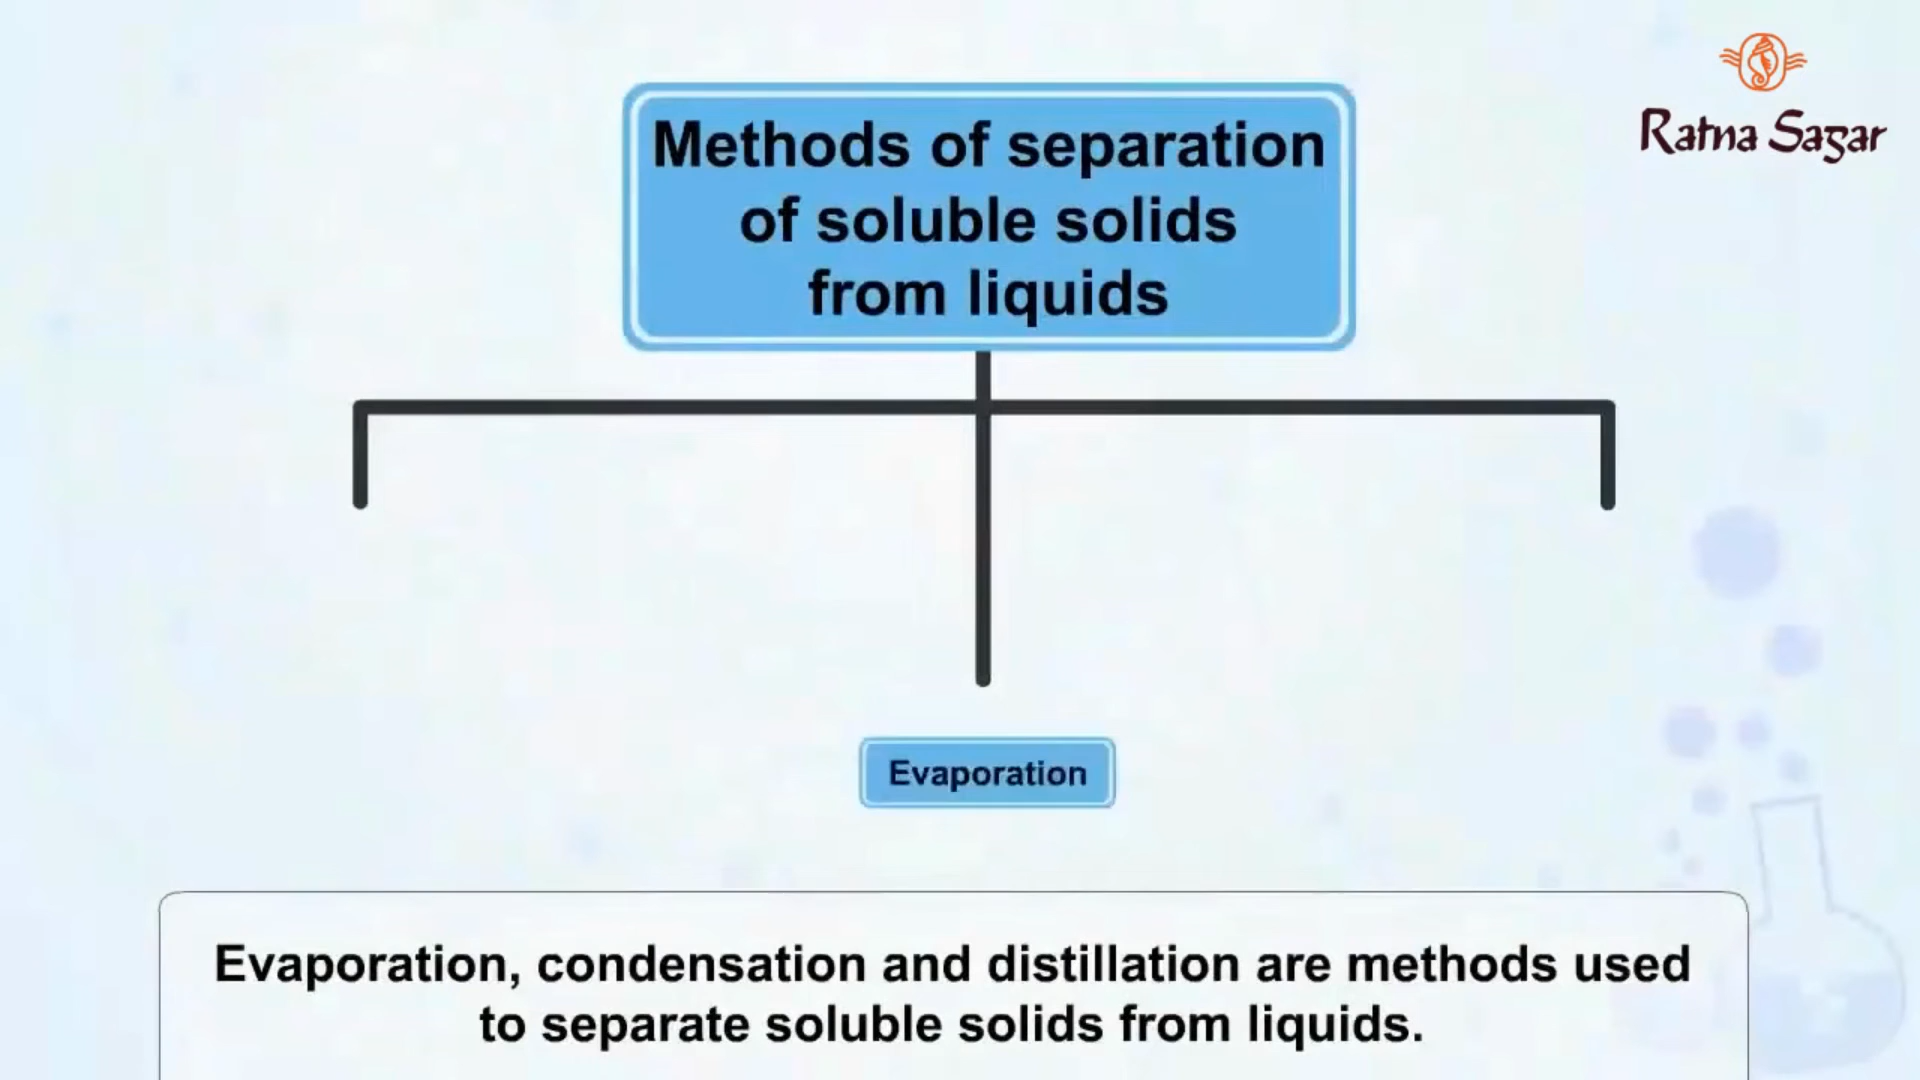 Ratna Sagar
Methods of separation
of soluble solids
from liquids
Evaporation
Evaporation, condensation and distillation are methods used
to separate soluble solids from liquids.